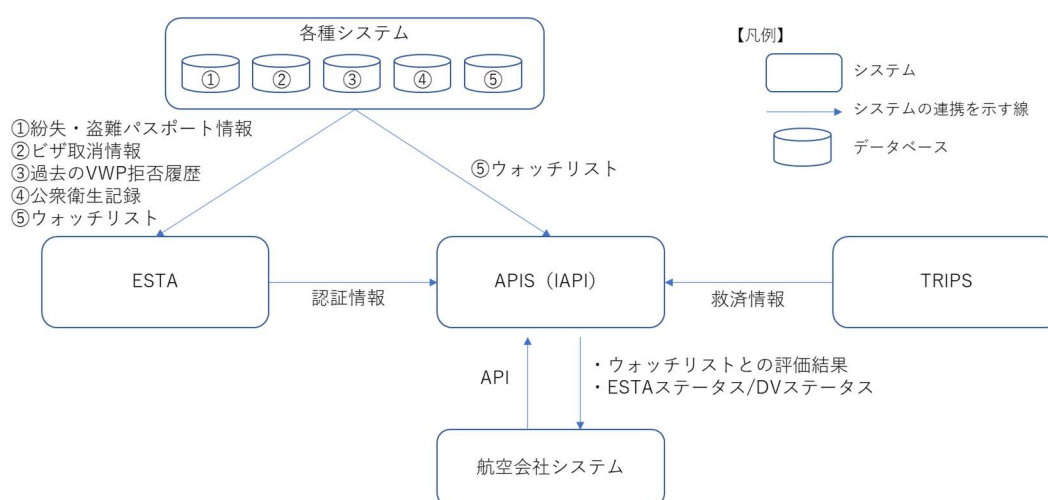 各種システム
① ② ③ ④ ⑤
【凡例】
システム
システムの連携を示す線
データベース
①紛失・盗難パスポート情報
②ビザ取消情報
③過去のVWP拒否履歴
④公衆衛生記録
⑤ウォッチリスト
⑤ウォッチリスト
ESTA
認証情報
APIS（IAPI）
救済情報
TRIPS
API
・ウォッチリストとの評価結果
・ESTAステータス/DVステータス
航空会社システム